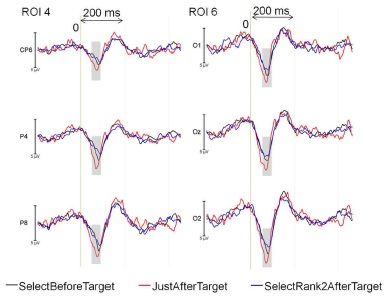 ROI 4 200 ms ROI 6 200 ms
0 0
CP6 O1
5 µV 5 µV
P4 Oz
5 µV 5 µV
P8 O2
5 µV 5 µV
SelectBeforeTarget JustAfterTarget SelectRank2AfterTarget